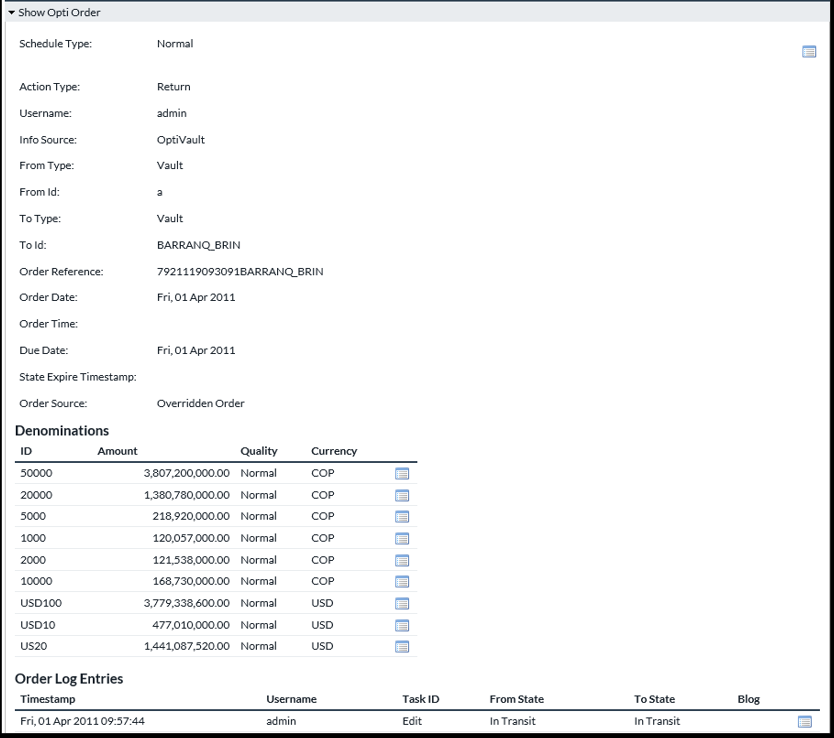 Show Opti Order
Schedule Type: Normal
Action Type: Return
Username: admin
Info Source: OptiVault
From Type: Vault
From Id: a
To Type: Vault
To Id: BARRANQ_BRIN
Order Reference: 7921119093091BARRANQ_BRIN
Order Date: Fri, 01 Apr 2011
Order Time:
Due Date: Fri, 01 Apr 2011
State Expire Timestamp:
Order Source: Overridden Order
Denominations
ID Amount Quality Currency
50000 3,807,200,000.00 Normal COP
20000 1,380,780,000.00 Normal COP
5000 218,920,000.00 Normal COP
1000 120,057,000.00 Normal COP
2000 121,538,000.00 Normal COP
10000 168,730,000.00 Normal COP
USD100 3,779,338,600.00 Normal USD
USD10 477,010,000.00 Normal USD
US20 1,441,087,520.00 Normal USD
Order Log Entries
Timestamp Username Task ID From State To State Blog
Fri, 01 Apr 2011 09:57:44 admin Edit In Transit In Transit